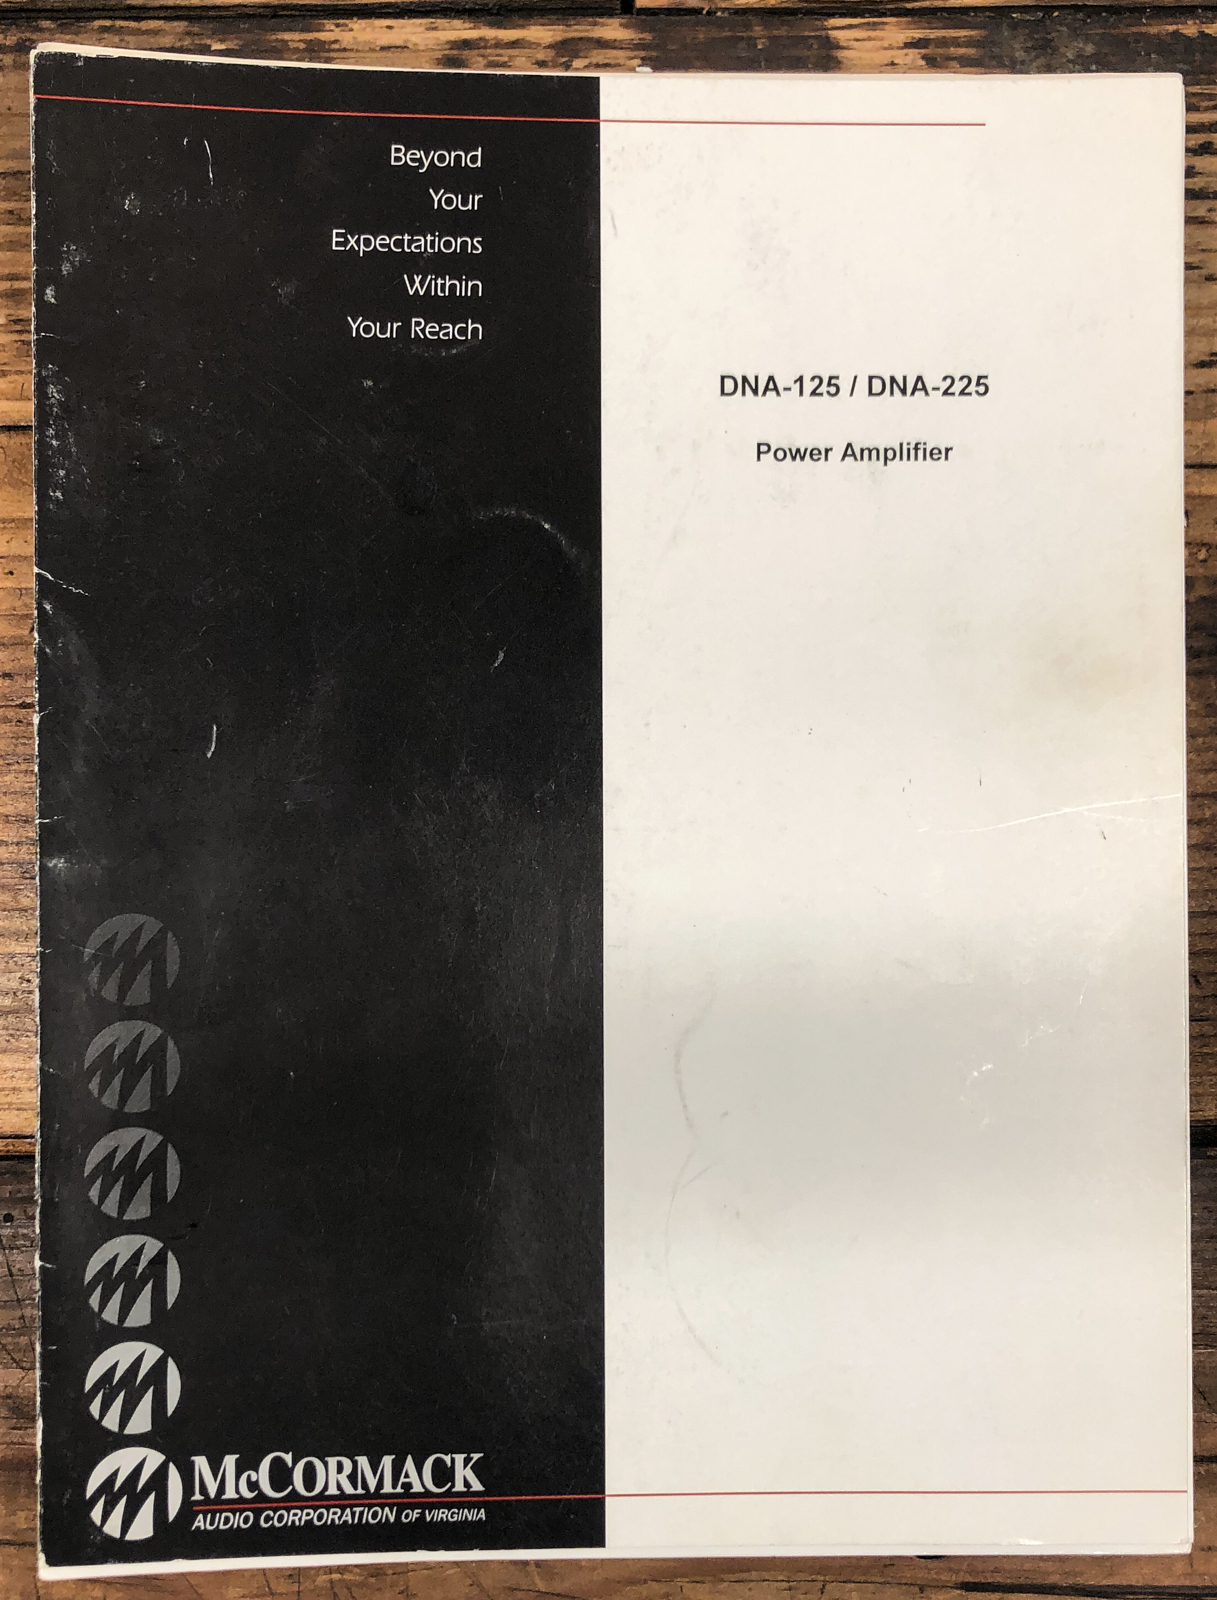 Beyond
Your
Expectations
Within
Your Reach
DNA-125 / DNA-225
Power Amplifier
McCORMACK
AUDIO CORPORATION OF VIRGINIA